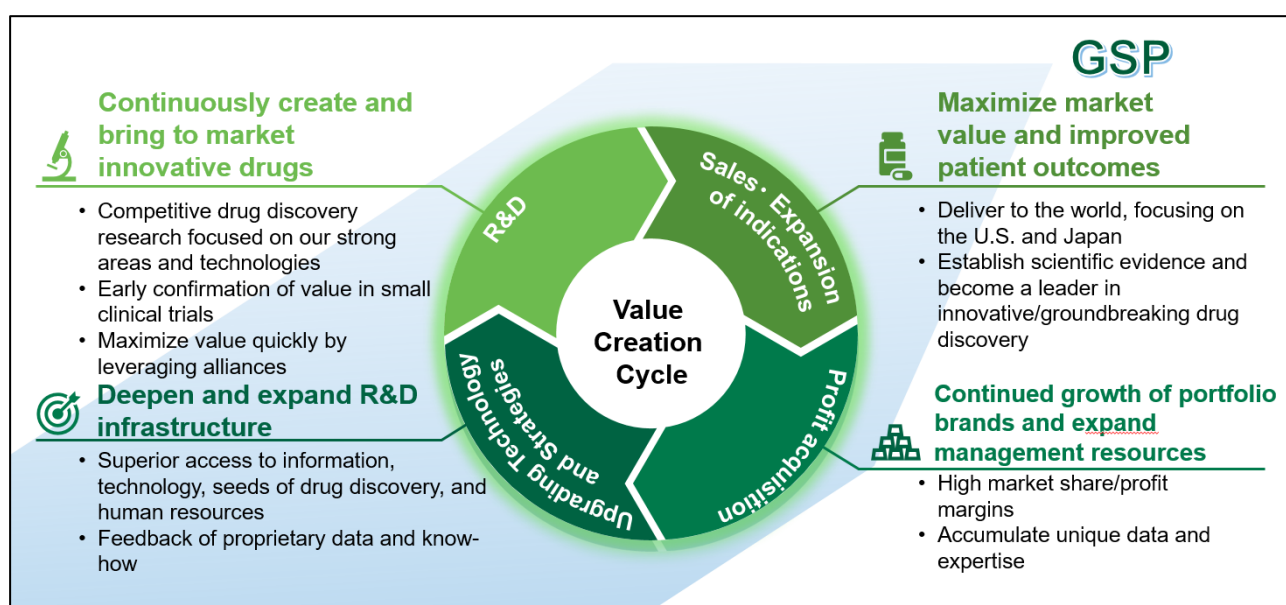 GSP
Continuously create and
bring to market
innovative drugs
• Competitive drug discovery
research focused on our strong
areas and technologies
• Early confirmation of value in small
clinical trials
• Maximize value quickly by
leveraging alliances
Deepen and expand R&D
infrastructure
• Superior access to information,
technology, seeds of drug discovery, and
human resources
• Feedback of proprietary data and know-
how
R&D
Sales・Expansion
of indications
Value
Creation
Cycle
Upgrading Technology
and Strategies
Profit acquisition
Maximize market
value and improved
patient outcomes
• Deliver to the world, focusing on
the U.S. and Japan
• Establish scientific evidence and
become a leader in
innovative/groundbreaking drug
discovery
Continued growth of portfolio
brands and expand
management resources
• High market share/profit
margins
• Accumulate unique data and
expertise